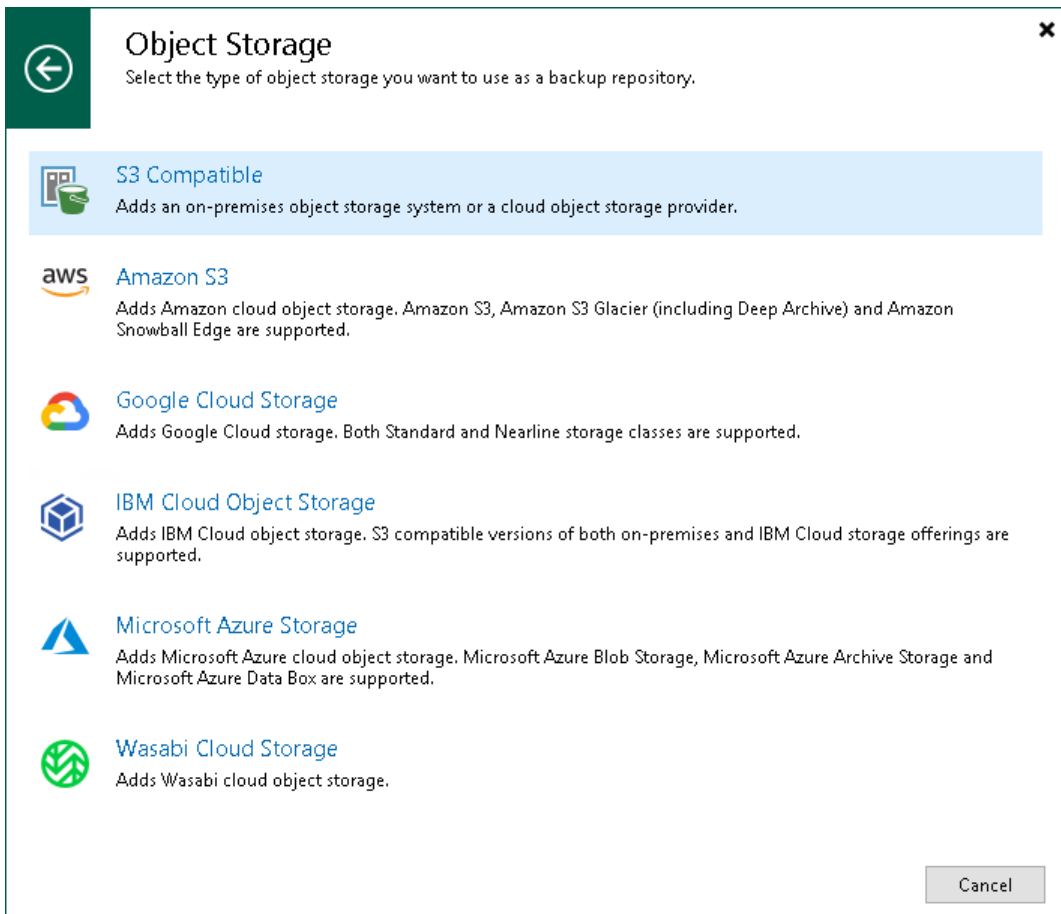 Object Storage
Select the type of object storage you want to use as a backup repository.
S3 Compatible
Adds an on-premises object storage system or a cloud object storage provider.
aws
Amazon S3
Adds Amazon cloud object storage. Amazon S3, Amazon S3 Glacier (including Deep Archive) and Amazon
Snowball Edge are supported.
Google Cloud Storage
Adds Google Cloud storage. Both Standard and Nearline storage classes are supported.
IBM Cloud Object Storage
Adds IBM Cloud object storage. S3 compatible versions of both on-premises and IBM Cloud storage offerings are
supported.
Microsoft Azure Storage
Adds Microsoft Azure cloud object storage. Microsoft Azure Blob Storage, Microsoft Azure Archive Storage and
Microsoft Azure Data Box are supported.
Wasabi Cloud Storage
Adds Wasabi cloud object storage.
Cancel